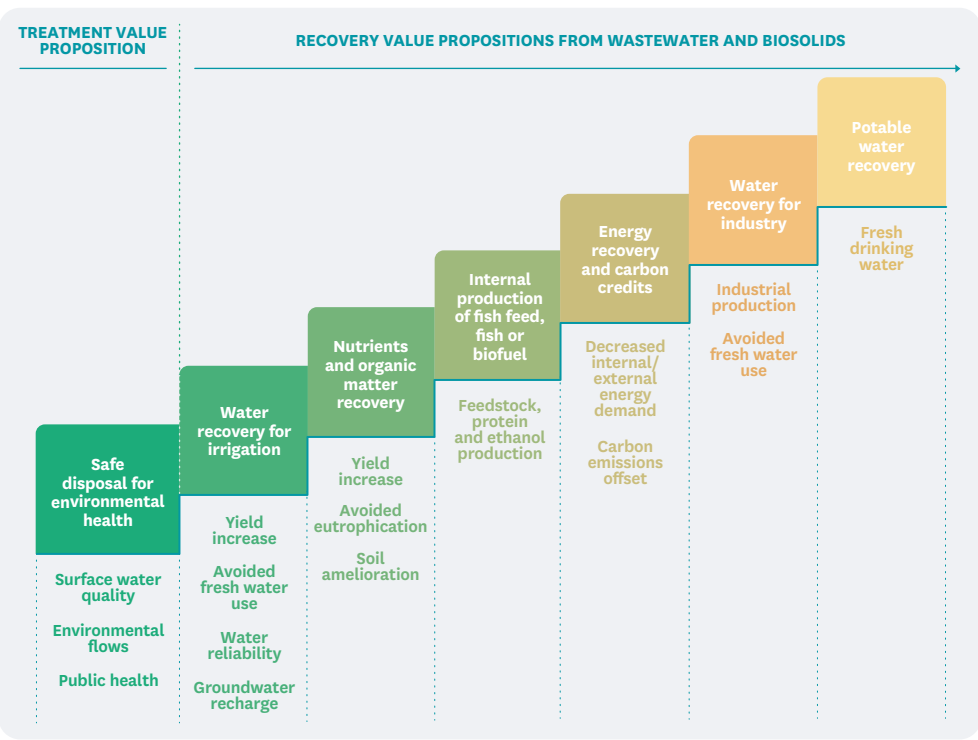 TREATMENT VALUE
PROPOSITION
RECOVERY VALUE PROPOSITIONS FROM WASTEWATER AND BIOSOLIDS
Safe
disposal for
environmental
health
Surface water
quality
Environmental
flows
Public health
Water
recovery for
irrigation
Yield
increase
Avoided
fresh water
use
Water
reliability
Groundwater
recharge
Nutrients
and organic
matter
recovery
Yield
increase
Avoided
eutrophication
Soil
amelioration
Internal
production
of fish feed,
fish or
biofuel
Feedstock,
protein
and ethanol
production
Energy
recovery
and carbon
credits
Decreased
internal/
external
energy
demand
Carbon
emissions
offset
Water
recovery for
industry
Industrial
production
Avoided
fresh water
use
Potable
water
recovery
Fresh
drinking
water